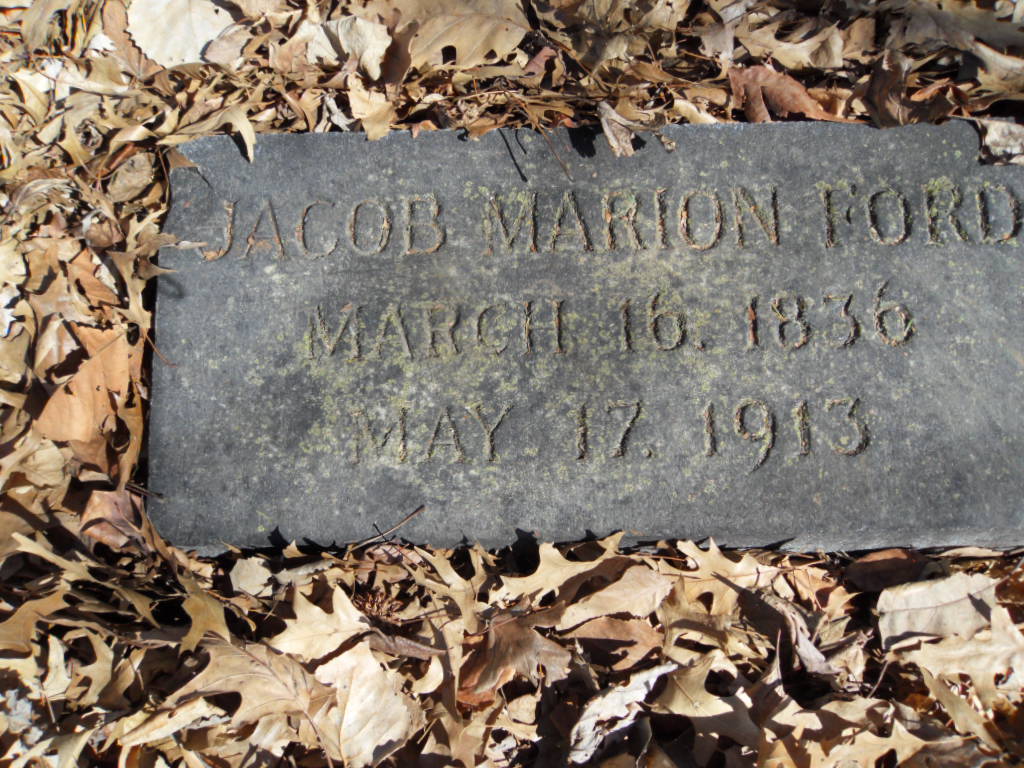 JACOB MARION FORD
MARCH 16. 1836
MAY 17. 1913